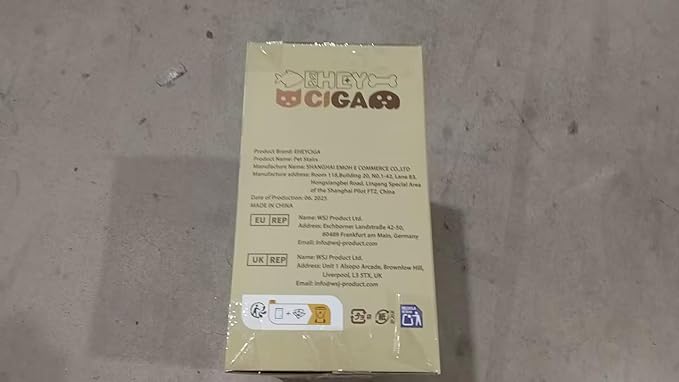 EHEY
CIGA
Product Brand: EHEYCIGA
Product Name: Pet Stairs
Manufacture Name: SHANGHAI EMOH E COMMERCE CO.,LTD
Manufacture address: Room 118,Building 20, NO.1-42, Lane 83,
Hongxiangbei Road, Lingang Special Area
of the Shanghai Pilot FTZ, China
Date of Production: 06. 2023
MADE IN CHINA
EU REP
Name: WSJ Product Ltd.
Address: Eschborner Landstraße 42-50,
60489 Frankfurt am Main, Germany
Email: info@wsj-product.com
UK REP
Name: WSJ Product Ltd.
Address: Unit 1 Alsopo Arcade, Brownlow Hill,
Liverpool, L3 5TX, UK
Email: info@wsj-product.com